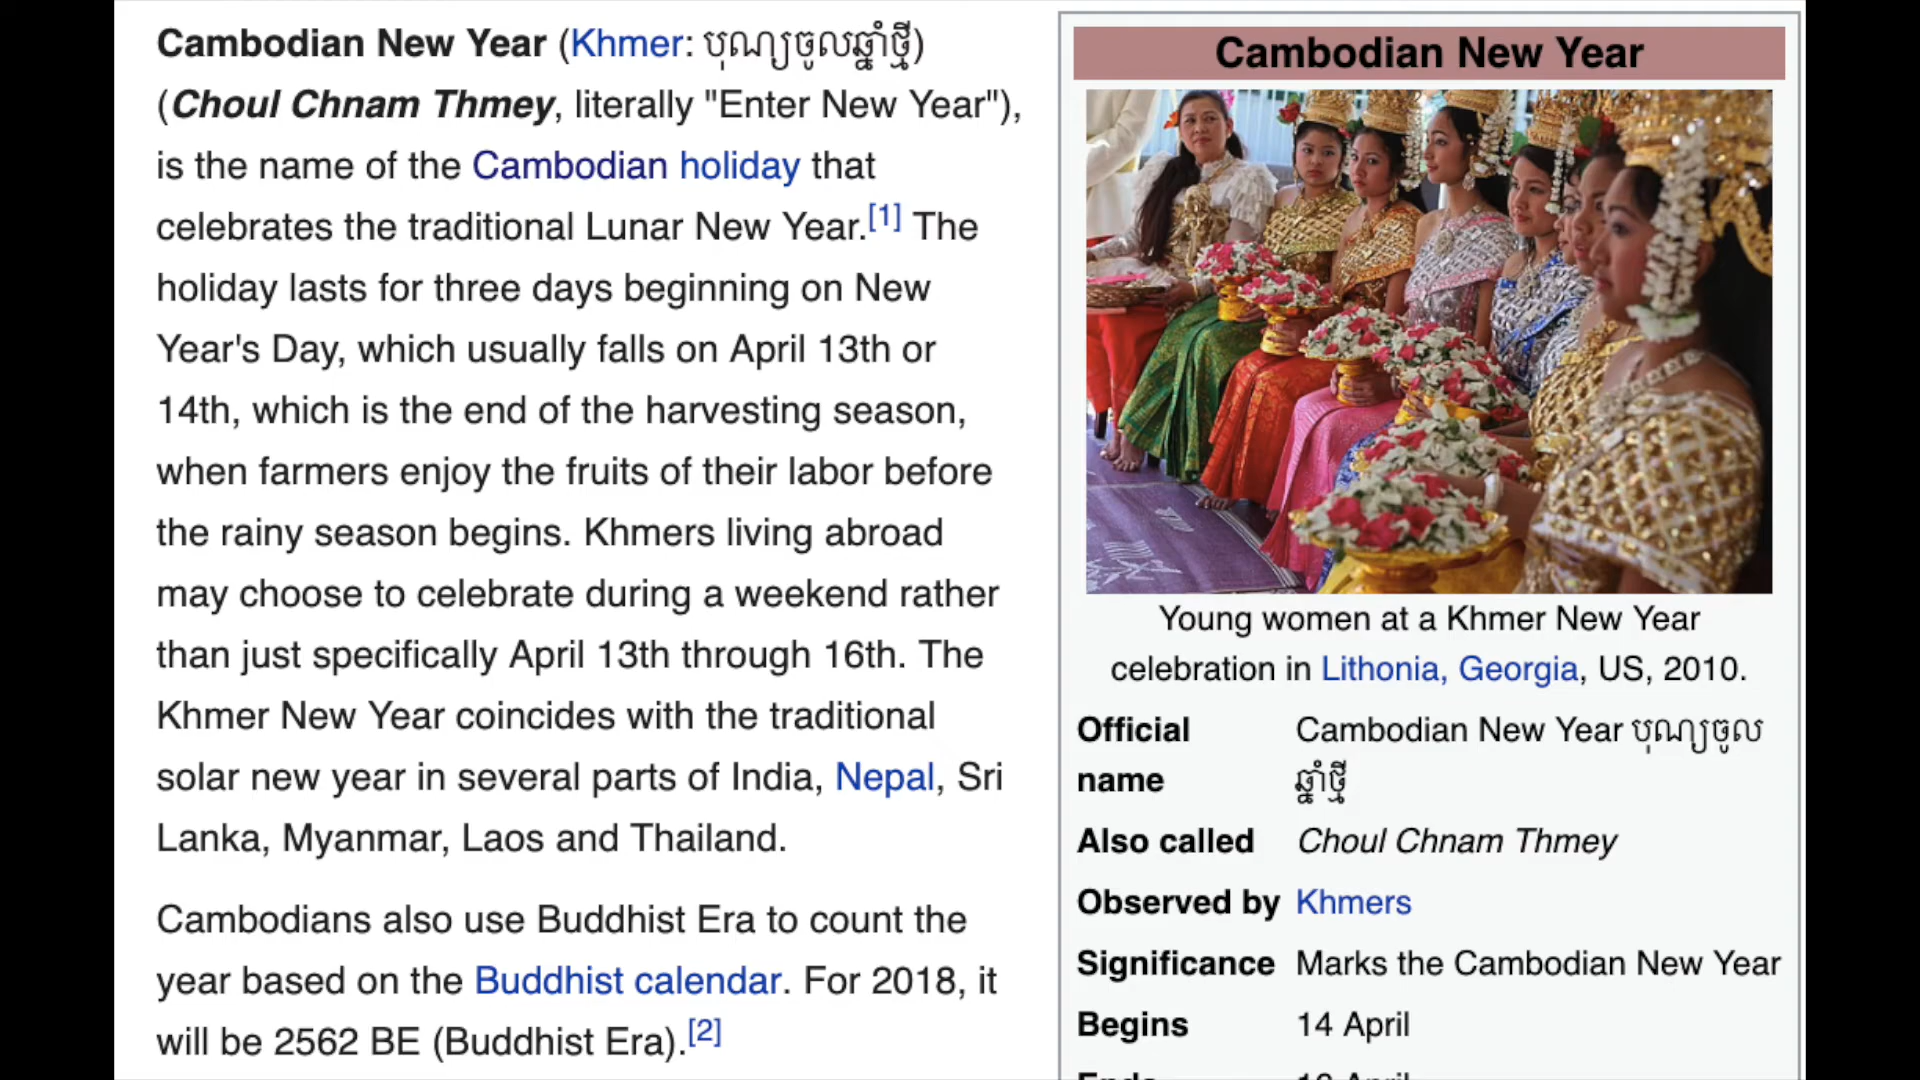 Cambodian New Year (Khmer: បុណ្យចូលឆ្នាំថ្មី)
(Choul Chnam Thmey, literally "Enter New Year"),
is the name of the Cambodian holiday that
celebrates the traditional Lunar New Year.[1] The
holiday lasts for three days beginning on New
Year's Day, which usually falls on April 13th or
14th, which is the end of the harvesting season,
when farmers enjoy the fruits of their labor before
the rainy season begins. Khmers living abroad
may choose to celebrate during a weekend rather
than just specifically April 13th through 16th. The
Khmer New Year coincides with the traditional
solar new year in several parts of India, Nepal, Sri
Lanka, Myanmar, Laos and Thailand.
Cambodians also use Buddhist Era to count the
year based on the Buddhist calendar. For 2018, it
will be 2562 BE (Buddhist Era).[2]
Cambodian New Year
Young women at a Khmer New Year
celebration in Lithonia, Georgia, US, 2010.
Official Cambodian New Year បុណ្យចូល
name ឆ្នាំថ្មី
Also called Choul Chnam Thmey
Observed by Khmers
Significance Marks the Cambodian New Year
Begins 14 April